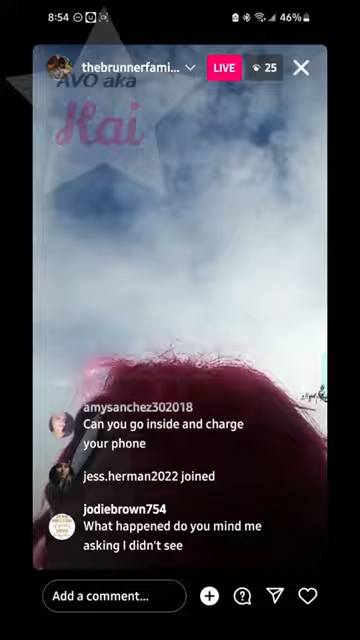 8:54
46%
thebrunnerfami...
LIVE
25
AVO aka
Kai
amysanchez302018
Can you go inside and charge
your phone
jess.herman2022 joined
jodiebrown754
What happened do you mind me
asking I didn't see
Add a comment...